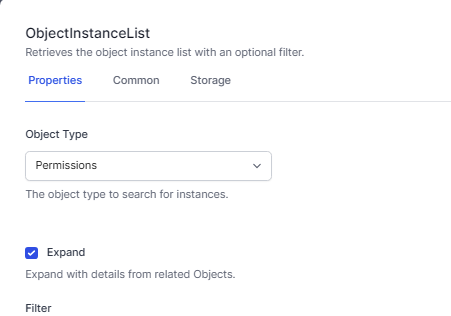 ObjectInstanceList
Retrieves the object instance list with an optional filter.
Properties Common Storage
Object Type
Permissions
The object type to search for instances.
Expand
Expand with details from related Objects.
Filter